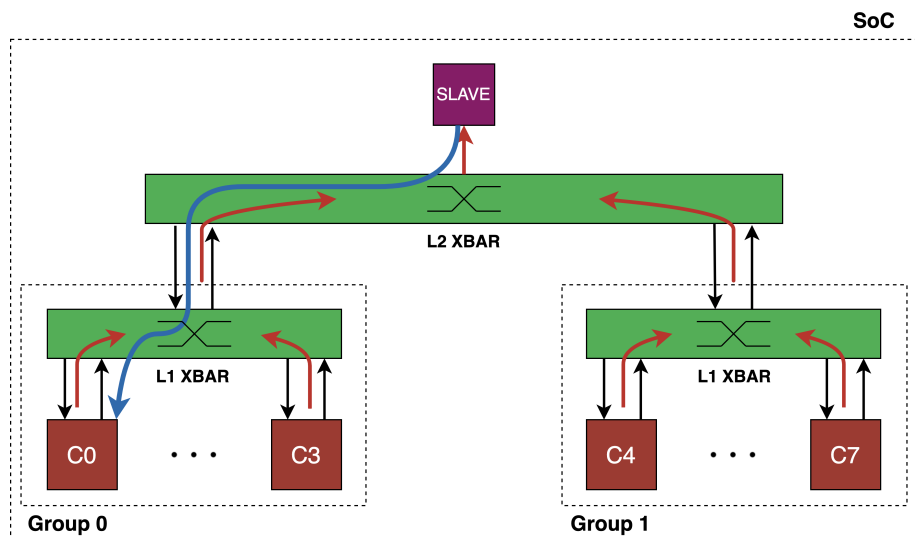 SoC
SLAVE
L2 XBAR
L1 XBAR
L1 XBAR
C0
. . .
C3
C4
. . .
C7
Group 0
Group 1